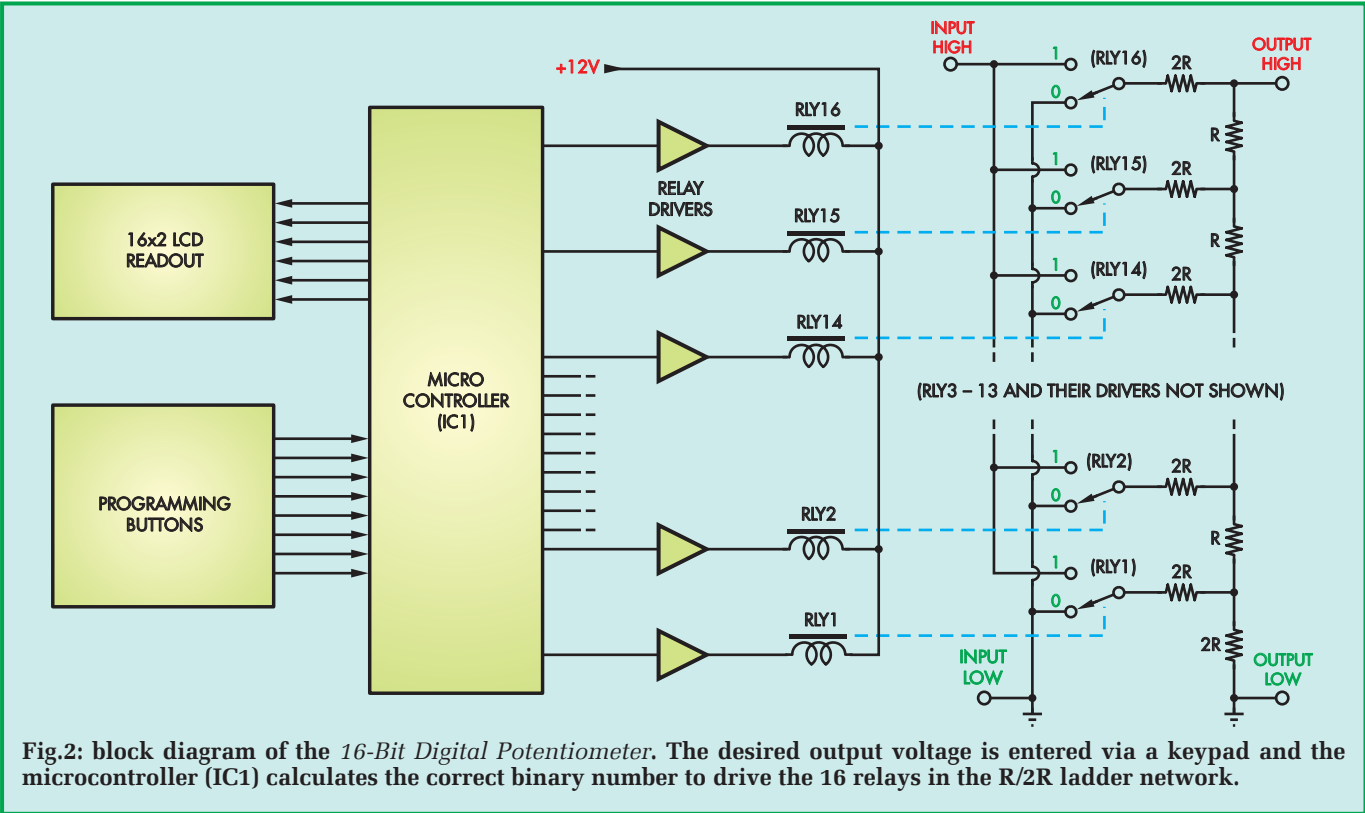 INPUT
HIGH
1
(RLY16)
2R
OUTPUT
HIGH
+12V
0
RLY16
R
1
(RLY15)
2R
0
RELAY
DRIVERS
RLY15
R
16x2 LCD
READOUT
1
(RLY14)
2R
0
RLY14
MICRO
CONTROLLER
(IC1)
(RLY3 – 13 AND THEIR DRIVERS NOT SHOWN)
1
(RLY2)
2R
0
PROGRAMMING
BUTTONS
RLY2
R
1
(RLY1)
2R
0
RLY1
2R
INPUT
LOW
OUTPUT
LOW
Fig.2: block diagram of the 16-Bit Digital Potentiometer. The desired output voltage is entered via a keypad and the
microcontroller (IC1) calculates the correct binary number to drive the 16 relays in the R/2R ladder network.